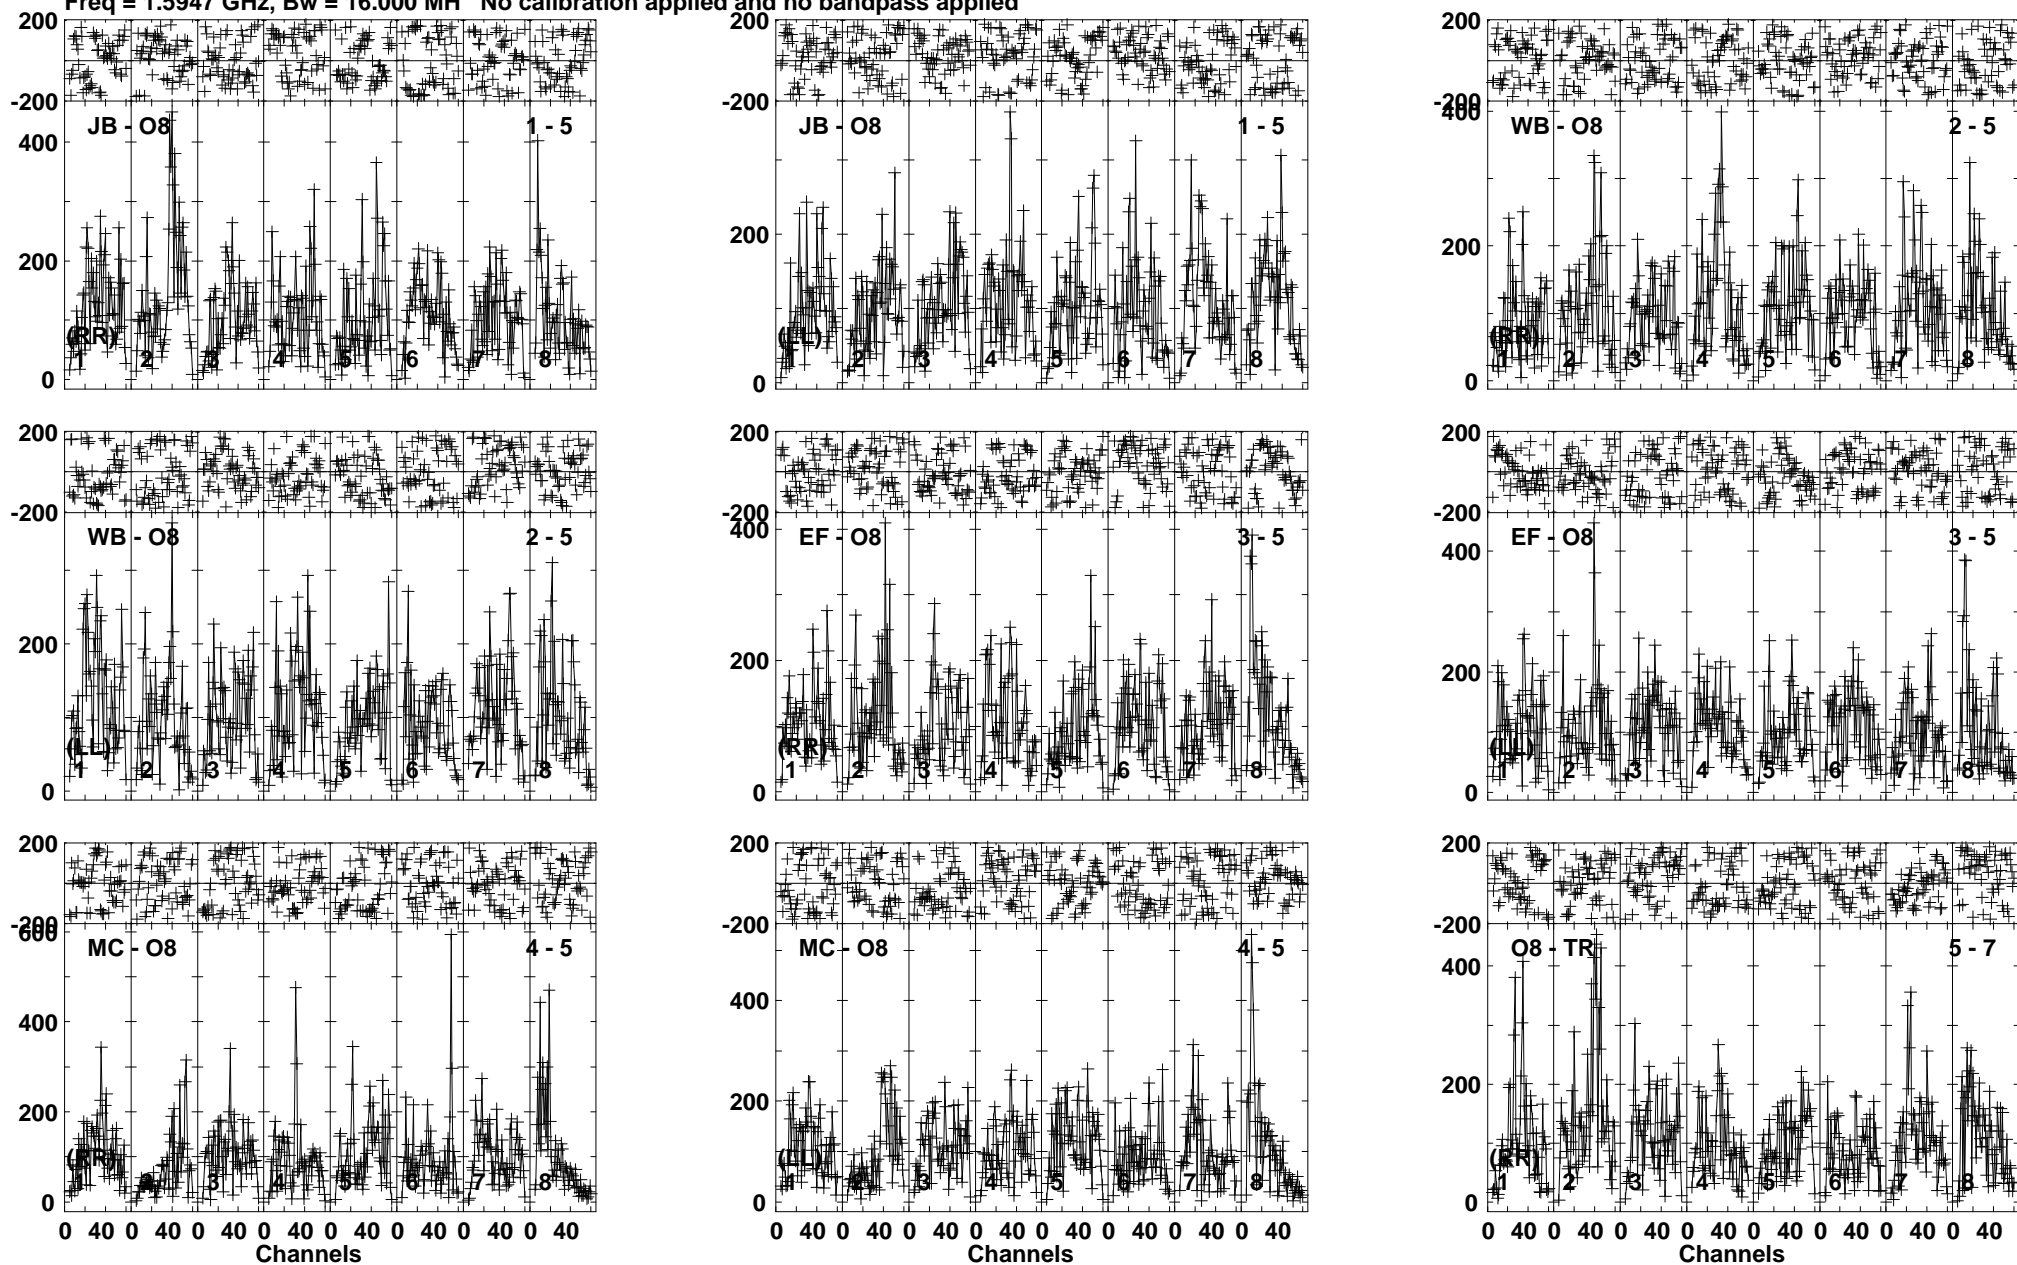 Freq = 1.5947 GHz, Bw = 16.000 MH No calibration applied and no bandpass applied
200 200 200
-200 -200 -200
JB - O8 1 - 5 JB - O8 1 - 5 WB - O8 2 - 5
400 400
200 200 200
(RR) (LL) (RR)
1 2 3 4 5 6 7 8 1 2 3 4 5 6 7 8 1 2 3 4 5 6 7 8
0 0 0
200 200 200
-200 -200 -200
WB - O8 2 - 5 EF - O8 3 - 5 EF - O8 3 - 5
400 400
200 200 200
(LL) (RR) (LL)
1 2 3 4 5 6 7 8 1 2 3 4 5 6 7 8 1 2 3 4 5 6 7 8
0 0 0
200 200 200
-200 -200 -200
600
MC - O8 4 - 5 MC - O8 4 - 5 O8 - TR 5 - 7
400 400 400
200 200 200
(RR) (LL) (RR)
1 2 3 4 5 6 7 8 1 2 3 4 5 6 7 8 1 2 3 4 5 6 7 8
0 0 0
0 40 0 40 0 40 0 40 0 40 0 40 0 40 0 40 0 40 0 40 0 40 0 40 0 40 0 40 0 40 0 40 0 40 0 40 0 40 0 40 0 40 0 40 0 40 0 40
Channels Channels Channels